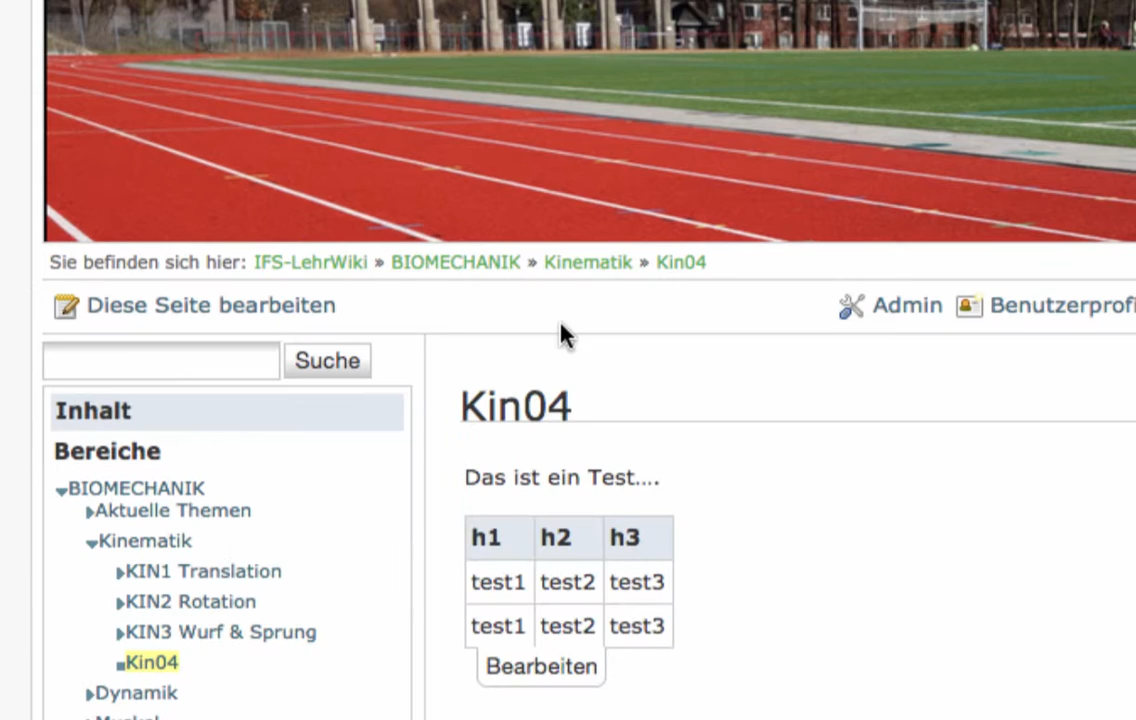 Sie befinden sich hier: IFS-LehrWiki » BIOMECHANIK » Kinematik » Kin04
Diese Seite bearbeiten Admin Benutzerprofi
Suche
Inhalt
Bereiche
BIOMECHANIK
Aktuelle Themen
Kinematik
KIN1 Translation
KIN2 Rotation
KIN3 Wurf & Sprung
Kin04
Dynamik
Kin04
Das ist ein Test....
h1 h2 h3
test1 test2 test3
test1 test2 test3
Bearbeiten